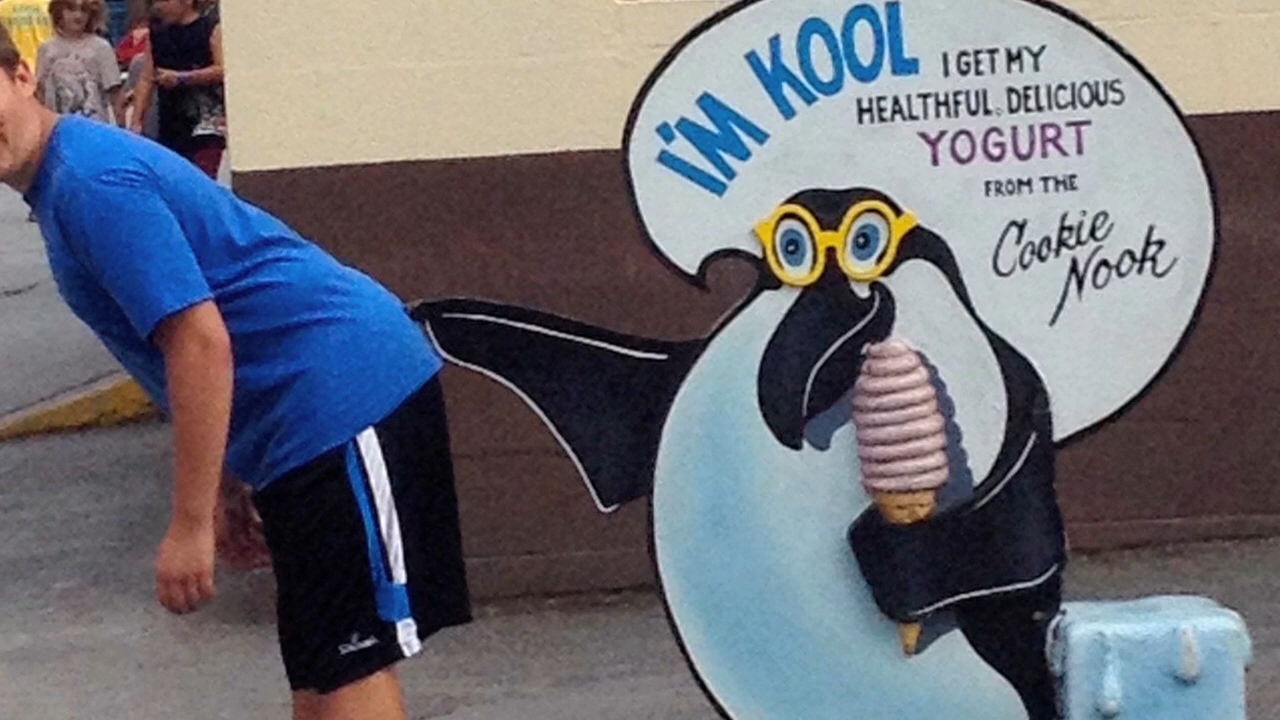 I'M KOOL
I GET MY
HEALTHFUL, DELICIOUS
YOGURT
FROM THE
Cookie
Nook